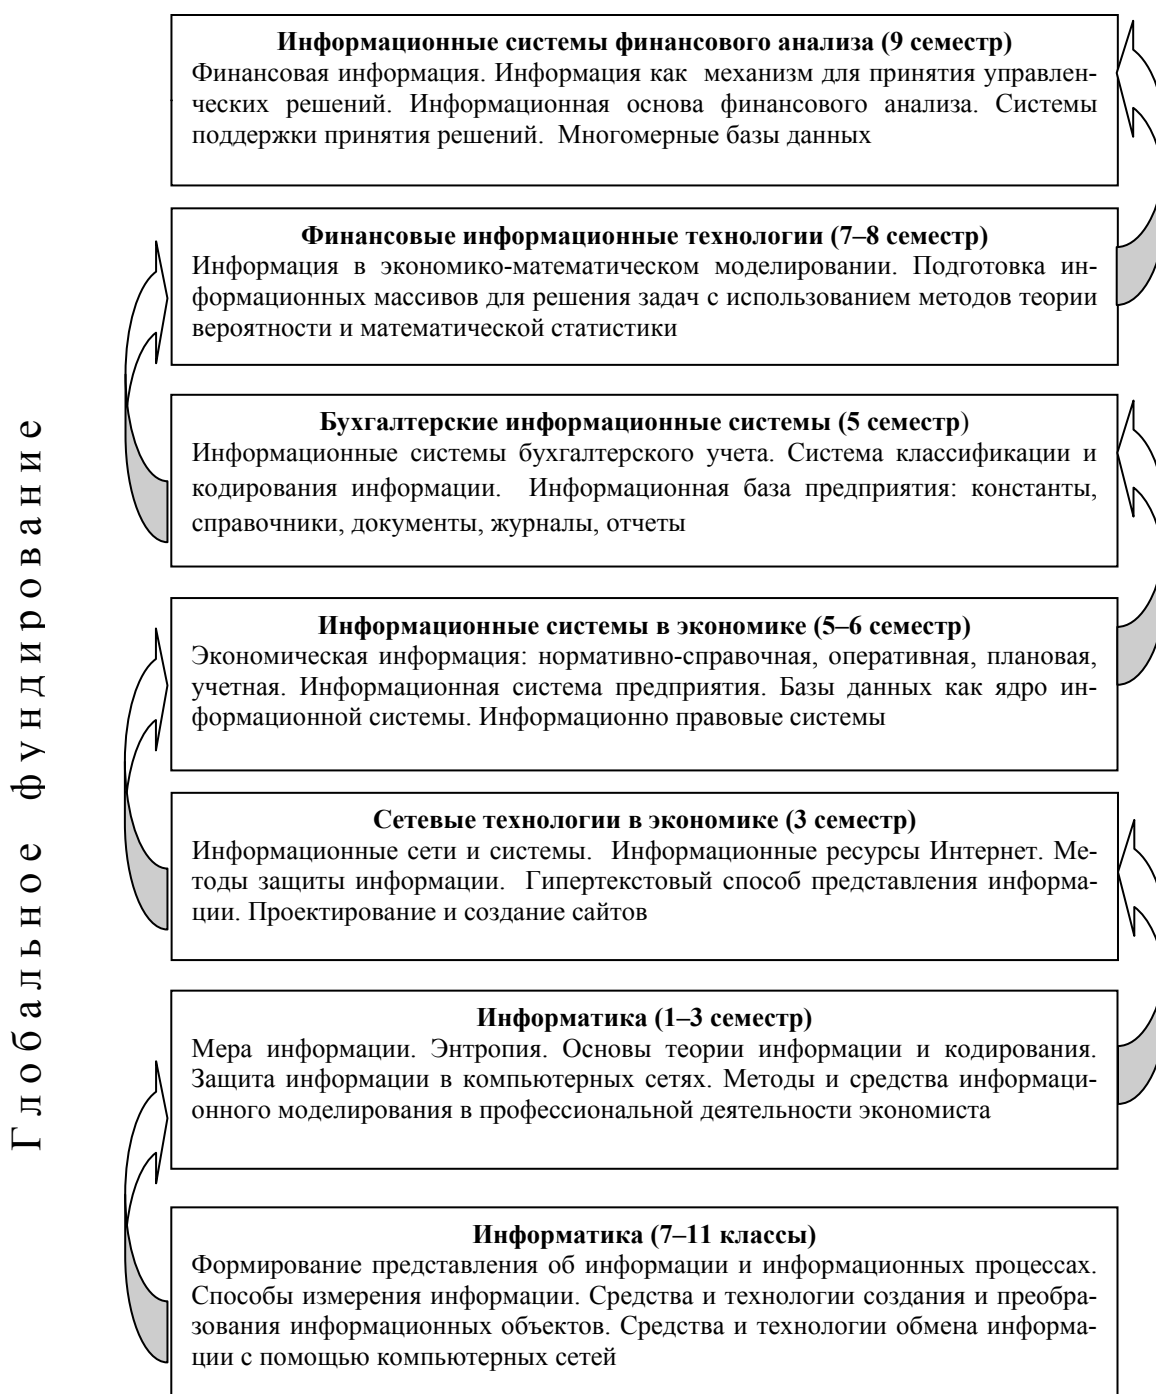 Информационные системы финансового анализа (9 семестр)
Финансовая информация. Информация как механизм для принятия управлен-
ческих решений. Информационная основа финансового анализа. Системы
поддержки принятия решений. Многомерные базы данных
Финансовые информационные технологии (7–8 семестр)
Информация в экономико-математическом моделировании. Подготовка ин-
формационных массивов для решения задач с использованием методов теории
вероятности и математической статистики
Бухгалтерские информационные системы (5 семестр)
Информационные системы бухгалтерского учета. Система классификации и
кодирования информации. Информационная база предприятия: константы,
справочники, документы, журналы, отчеты
Информационные системы в экономике (5–6 семестр)
Экономическая информация: нормативно-справочная, оперативная, плановая,
учетная. Информационная система предприятия. Базы данных как ядро ин-
формационной системы. Информационно правовые системы
Сетевые технологии в экономике (3 семестр)
Информационные сети и системы. Информационные ресурсы Интернет. Ме-
тоды защиты информации. Гипертекстовый способ представления информа-
ции. Проектирование и создание сайтов
Информатика (1–3 семестр)
Мера информации. Энтропия. Основы теории информации и кодирования.
Защита информации в компьютерных сетях. Методы и средства информаци-
онного моделирования в профессиональной деятельности экономиста
Информатика (7–11 классы)
Формирование представления об информации и информационных процессах.
Способы измерения информации. Средства и технологии создания и преобра-
зования информационных объектов. Средства и технологии обмена информа-
ции с помощью компьютерных сетей
Глобальное фундирование